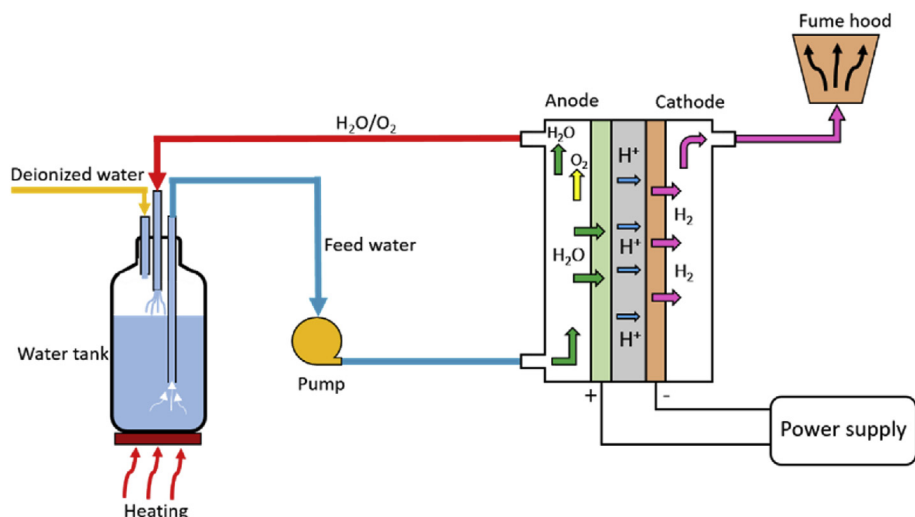 Fume hood
Anode
Cathode
H₂O/O₂
H₂O
O₂
H⁺
Deionized water
H₂
Feed water
H₂O
H⁺
H₂
Water tank
H⁺
Pump
+
-
Power supply
Heating